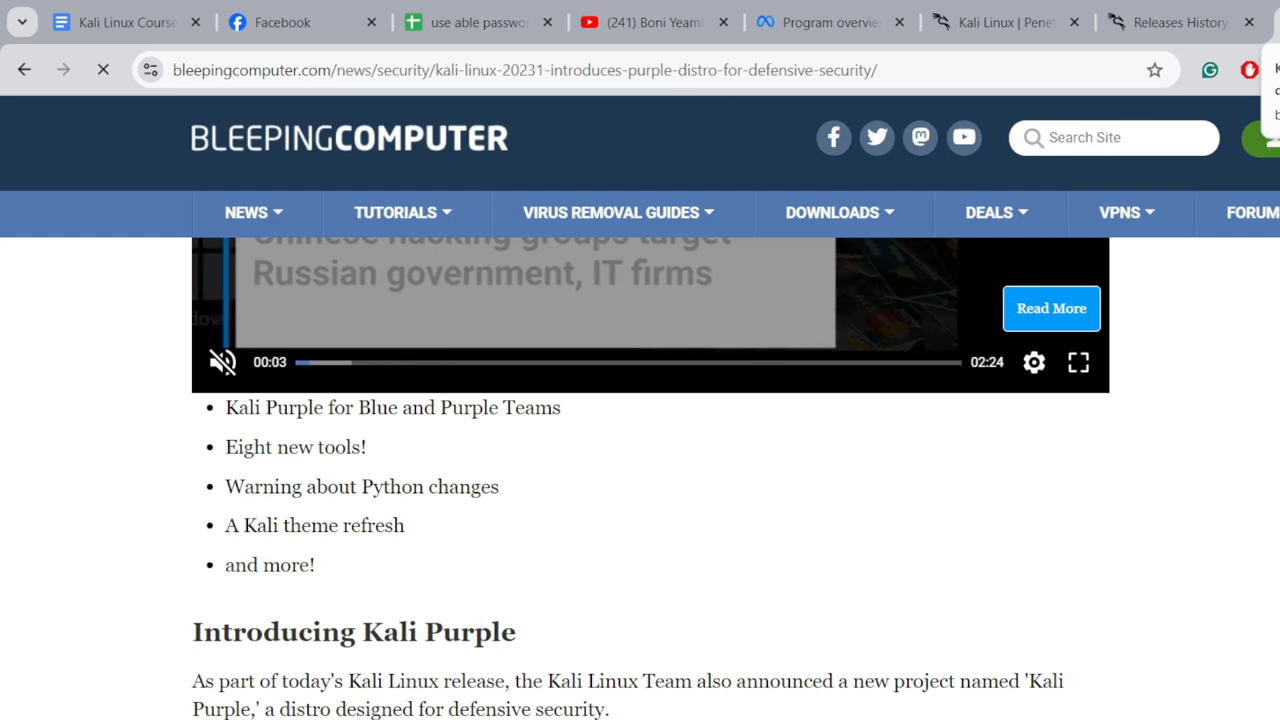 Kali Linux Course
Facebook
use able passwo
(241) Boni Yeami
Program overvie
Kali Linux | Pene
Releases History
bleepingcomputer.com/news/security/kali-linux-20231-introduces-purple-distro-for-defensive-security/
BLEEPINGCOMPUTER
Search Site
NEWS
TUTORIALS
VIRUS REMOVAL GUIDES
DOWNLOADS
DEALS
VPNS
FORUM
Chinese hacking groups target
Russian government, IT firms
Read More
00:03
02:24
• Kali Purple for Blue and Purple Teams
• Eight new tools!
• Warning about Python changes
• A Kali theme refresh
• and more!
Introducing Kali Purple
As part of today's Kali Linux release, the Kali Linux Team also announced a new project named 'Kali
Purple,' a distro designed for defensive security.